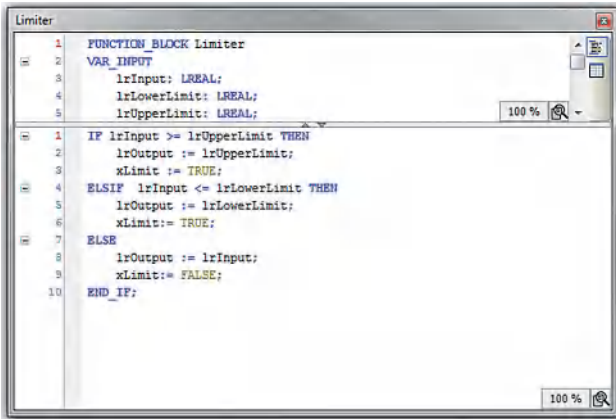 Limiter
1 FUNCTION_BLOCK Limiter
2 VAR_INPUT
3 lrInput: LREAL;
4 lrLowerLimit: LREAL;
5 lrUpperLimit: LREAL;
100 %
1 IF lrInput >= lrUpperLimit THEN
2 lrOutput := lrUpperLimit;
3 xLimit := TRUE;
4 ELSIF lrInput <= lrLowerLimit THEN
5 lrOutput := lrLowerLimit;
6 xLimit:= TRUE;
7 ELSE
8 lrOutput := lrInput;
9 xLimit:= FALSE;
10 END_IF;
100 %